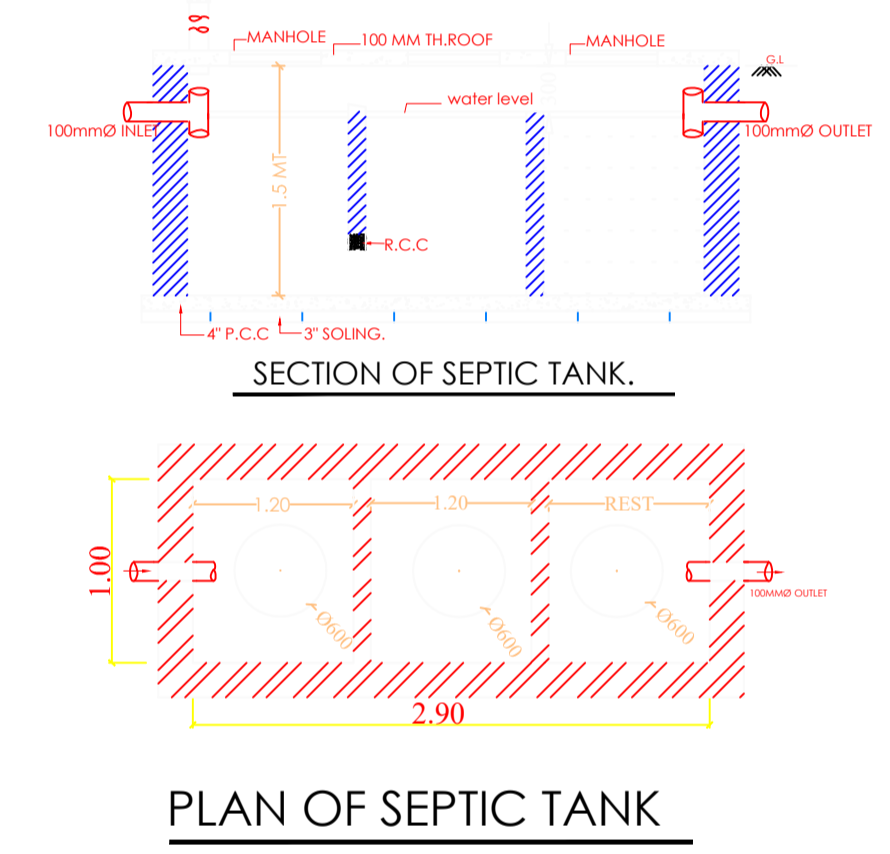 MANHOLE
100 MM TH.ROOF
MANHOLE
G.L
water level
100mmØ INLET
100mmØ OUTLET
1.5 MT
R.C.C
4" P.C.C
3" SOLING.
SECTION OF SEPTIC TANK.
1.20
1.20
REST
1.00
100MMØ OUTLET
Ø600
Ø600
Ø600
2.90
PLAN OF SEPTIC TANK